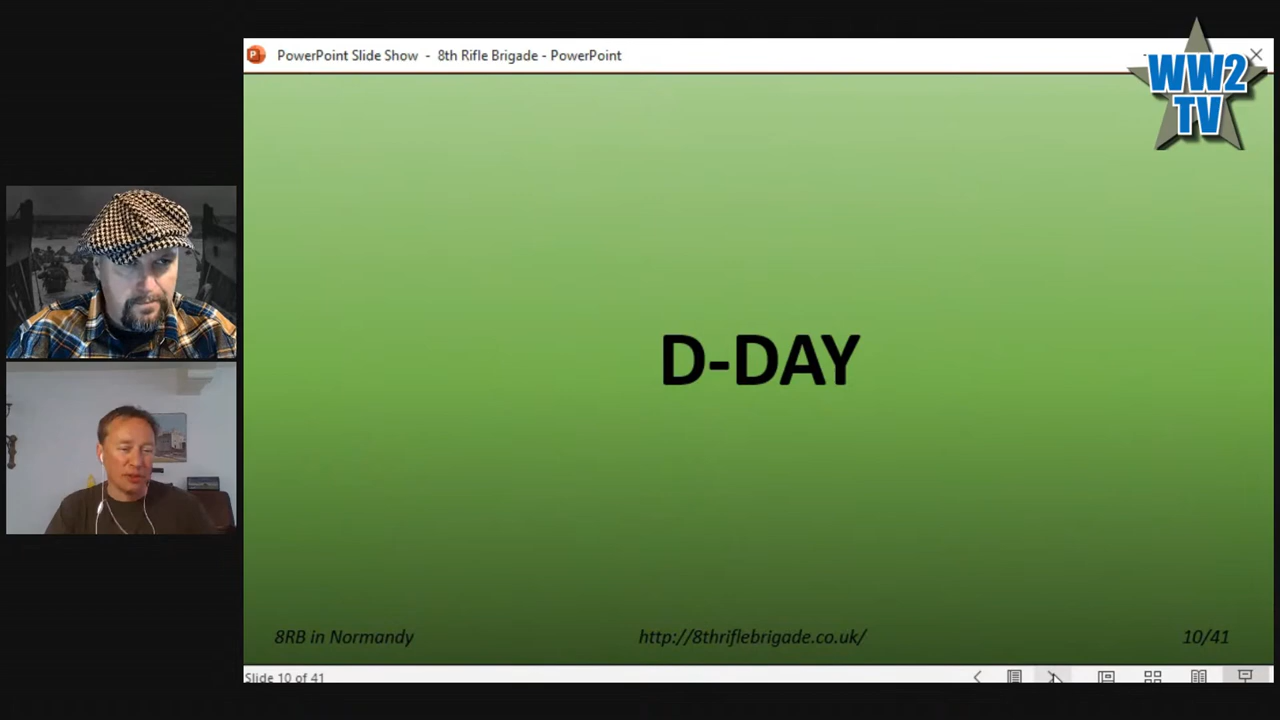 PowerPoint Slide Show - 8th Rifle Brigade - PowerPoint
WW2
TV
D-DAY
8RB in Normandy
http://8thriflebrigade.co.uk/
10/41
Slide 10 of 41